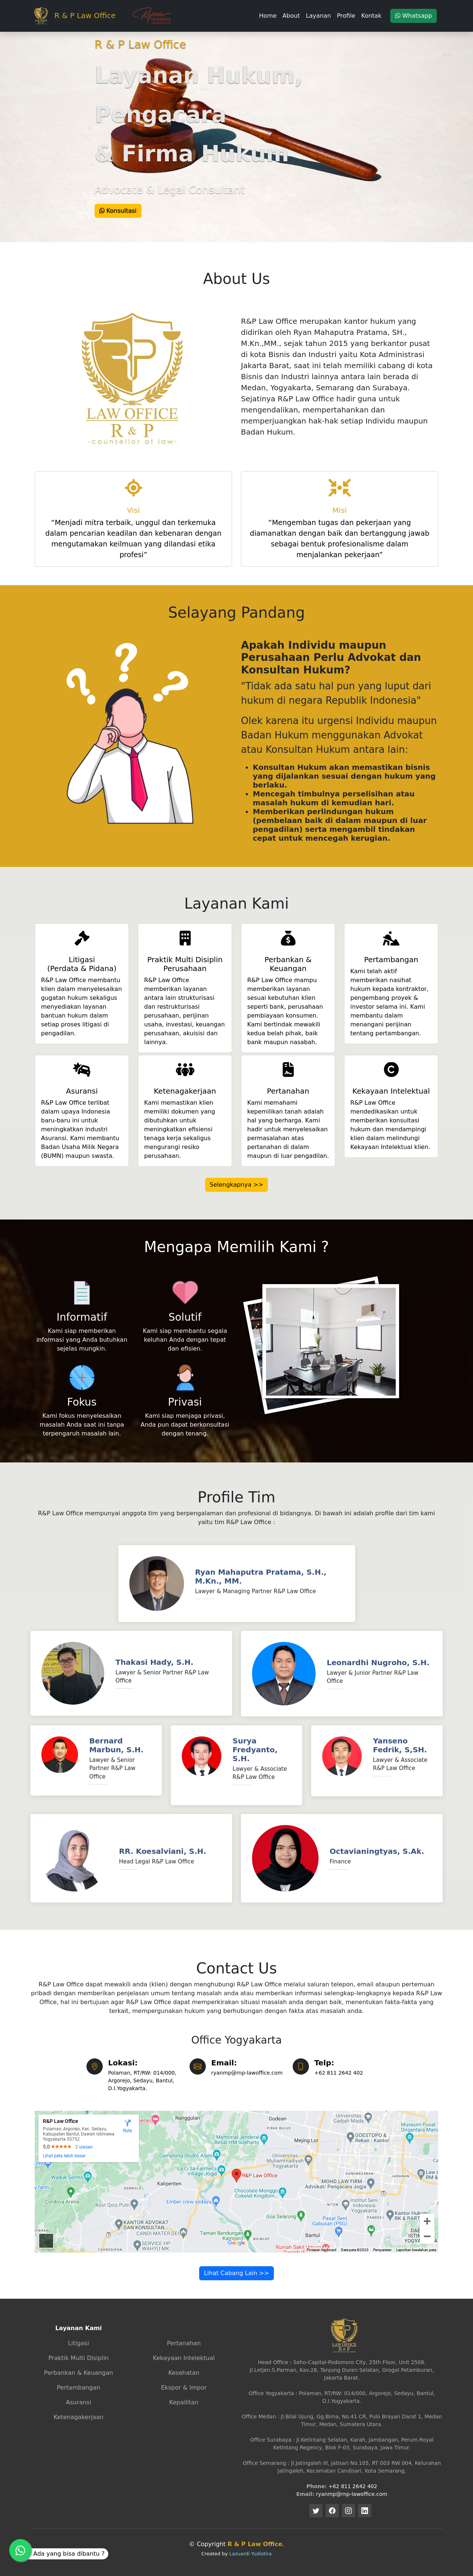 R & P Law Office
Home About Layanan Profile Kontak Whatsapp
R & P Law Office
Layanan Hukum,
Pengacara
& Firma Hukum
Advocate & Legal Consultant
Konsultasi
About Us
RP
LAW OFFICE
R & P
counsellor at law
R&P Law Office merupakan kantor hukum yang
didirikan oleh Ryan Mahaputra Pratama, SH.,
M.Kn.,MM., sejak tahun 2015 yang berkantor pusat
di kota Bisnis dan Industri yaitu Kota Administrasi
Jakarta Barat, saat ini telah memiliki cabang di kota
Bisnis dan Industri lainnya antara lain berada di
Medan, Yogyakarta, Semarang dan Surabaya.
Sejatinya R&P Law Office hadir guna untuk
mengendalikan, mempertahankan dan
memperjuangkan hak-hak setiap Individu maupun
Badan Hukum.
Visi
"Menjadi mitra terbaik, unggul dan terkemuka
dalam pencarian keadilan dan kebenaran dengan
mengutamakan keilmuan yang dilandasi etika
profesi"
Misi
"Mengemban tugas dan pekerjaan yang
diamanatkan dengan baik dan bertanggung jawab
sebagai bentuk profesionalisme dalam
menjalankan pekerjaan"
Selayang Pandang
Apakah Individu maupun
Perusahaan Perlu Advokat dan
Konsultan Hukum?
"Tidak ada satu hal pun yang luput dari
hukum di negara Republik Indonesia"
Olek karena itu urgensi Individu maupun
Badan Hukum menggunakan Advokat
atau Konsultan Hukum antara lain:
• Konsultan Hukum akan memastikan bisnis
yang dijalankan sesuai dengan hukum yang
berlaku.
• Mencegah timbulnya perselisihan atau
masalah hukum di kemudian hari.
• Memberikan perlindungan hukum
(pembelaan baik di dalam maupun di luar
pengadilan) serta mengambil tindakan
cepat untuk mencegah kerugian.
Layanan Kami
Litigasi
(Perdata & Pidana)
R&P Law Office membantu
klien dalam menyelesaikan
gugatan hukum sekaligus
menyediakan layanan
bantuan hukum dalam
setiap proses litigasi di
pengadilan.
Praktik Multi Disiplin
Perusahaan
R&P Law Office
memberikan layanan
antara lain strukturisasi
dan restrukturisasi
perusahaan, perijinan
usaha, investasi, keuangan
perusahaan, akuisisi dan
lainnya.
Perbankan &
Keuangan
R&P Law Office mampu
memberikan layanan
sesuai kebutuhan klien
seperti bank, perusahaan
pembiayaan konsumen.
Kami bertindak mewakili
kedua belah pihak, baik
bank maupun nasabah.
Pertambangan
Kami telah aktif
memberikan nasihat
hukum kepada kontraktor,
pengembang proyek &
investor selama ini. Kami
membantu dalam
menangani perijinan
tentang pertambangan.
Asuransi
R&P Law Office terlibat
dalam upaya Indonesia
baru-baru ini untuk
meningkatkan industri
Asuransi. Kami membantu
Badan Usaha Milik Negara
(BUMN) maupun swasta.
Ketenagakerjaan
Kami memastikan klien
memiliki dokumen yang
dibutuhkan untuk
meningkatkan efisiensi
tenaga kerja sekaligus
mengurangi resiko
perusahaan.
Pertanahan
Kami memahami
kepemilikan tanah adalah
hal yang berharga. Kami
hadir untuk menyelesaikan
permasalahan atas
pertanahan di dalam
maupun di luar pengadilan.
Kekayaan Intelektual
R&P Law Office
mendedikasikan untuk
memberikan konsultasi
hukum dan mendampingi
klien dalam melindungi
Kekayaan Intelektual klien.
Selengkapnya >>
Mengapa Memilih Kami ?
Informatif
Kami siap memberikan
informasi yang Anda butuhkan
sejelas mungkin.
Solutif
Kami siap membantu segala
keluhan Anda dengan tepat
dan efisien.
Fokus
Kami fokus menyelesaikan
masalah Anda saat ini tanpa
terpengaruh masalah lain.
Privasi
Kami siap menjaga privasi,
Anda pun dapat berkonsultasi
dengan tenang.
Profile Tim
R&P Law Office mempunyai anggota tim yang berpengalaman dan profesional di bidangnya. Di bawah ini adalah profile dari tim kami
yaitu tim R&P Law Office :
Ryan Mahaputra Pratama, S.H.,
M.Kn., MM.
Lawyer & Managing Partner R&P Law Office
Thakasi Hady, S.H.
Lawyer & Senior Partner R&P Law
Office
Leonardhi Nugroho, S.H.
Lawyer & Junior Partner R&P Law
Office
Bernard
Marbun, S.H.
Lawyer & Senior
Partner R&P Law
Office
Surya
Fredyanto,
S.H.
Lawyer & Associate
R&P Law Office
Yanseno
Fedrik, S,SH.
Lawyer & Associate
R&P Law Office
RR. Koesalviani, S.H.
Head Legal R&P Law Office
Octavianingtyas, S.Ak.
Finance
Contact Us
R&P Law Office dapat mewakili anda (klien) dengan menghubungi R&P Law Office melalui saluran telepon, email ataupun pertemuan
pribadi dengan memberikan penjelasan umum tentang masalah anda atau memberikan informasi selengkap-lengkapnya kepada R&P Law
Office, hal ini bertujuan agar R&P Law Office dapat memperkirakan situasi masalah anda dengan baik, menentukan fakta-fakta yang
terkait, mempergunakan hukum yang berhubungan dengan fakta atas masalah anda.
Office Yogyakarta
Lokasi:
Polaman, RT/RW: 014/000,
Argorejo, Sedayu, Bantul,
D.I.Yogyakarta.
Email:
ryanmp@rnp-lawoffice.com
Telp:
+62 811 2642 402
R&P Law Office
Polaman, Argorejo, Kec. Sedayu,
Kabupaten Bantul, Daerah Istimewa
Yogyakarta 55752
Rute
5,0 2 ulasan
Lihat peta lebih besar
Nanggulan
Godean
Kalipenten
Mejing Lor
Gamplong Studio Alam
Ember crew sedayu
Goa Selarong
Bantul
R&P Law Office
Lihat Cabang Lain >>
Layanan Kami
Litigasi
Praktik Multi Disiplin
Perbankan & Keuangan
Pertambangan
Asuransi
Ketenagakerjaan
Pertanahan
Kekayaan Intelektual
Kesehatan
Ekspor & Impor
Kepailitan
Head Office : Soho-Capital-Podomoro City, 25th Floor, Unit 2508.
Jl.Letjen.S.Parman, Kav.28, Tanjung Duren Selatan, Grogol Petamburan,
Jakarta Barat.
Office Yogyakarta : Polaman, RT/RW: 014/000, Argorejo, Sedayu, Bantul,
D.I.Yogyakarta.
Office Medan : Jl.Bilal Ujung, Gg.Bima, No.41 CR, Pulo Brayan Darat 1, Medan
Timur, Medan, Sumatera Utara.
Office Surabaya : Jl.Ketintang Selatan, Karah, Jambangan, Perum.Royal
Ketintang Regency, Blok F-03, Surabaya, Jawa Timur.
Office Semarang : Jl.Jatingaleh III, Jatisari No.105, RT 003 RW 004, Kelurahan
Jatingaleh, Kecamatan Candisari, Kota Semarang.
Phone: +62 811 2642 402
Email: ryanmp@rnp-lawoffice.com
© Copyright R & P Law Office.
Created by Lazuardi Yudistira
Ada yang bisa dibantu ?